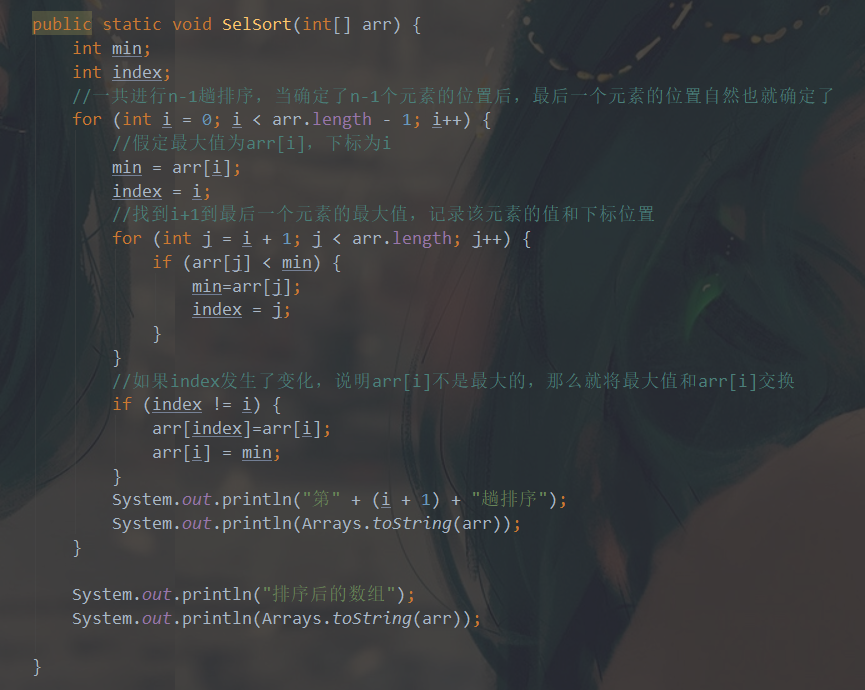 public static void SelSort(int[] arr) {
    int min;
    int index;
    //一共进行n-1趟排序，当确定了n-1个元素的位置后，最后一个元素的位置自然也就确定了
    for (int i = 0; i < arr.length - 1; i++) {
        //假定最大值为arr[i]，下标为i
        min = arr[i];
        index = i;
        //找到i+1到最后一个元素的最大值，记录该元素的值和下标位置
        for (int j = i + 1; j < arr.length; j++) {
            if (arr[j] < min) {
                min=arr[j];
                index = j;
            }
        }
        //如果index发生了变化，说明arr[i]不是最大的，那么就将最大值和arr[i]交换
        if (index != i) {
            arr[index]=arr[i];
            arr[i] = min;
        }
        System.out.println("第" + (i + 1) + "趟排序");
        System.out.println(Arrays.toString(arr));
    }
    System.out.println("排序后的数组");
    System.out.println(Arrays.toString(arr));
}